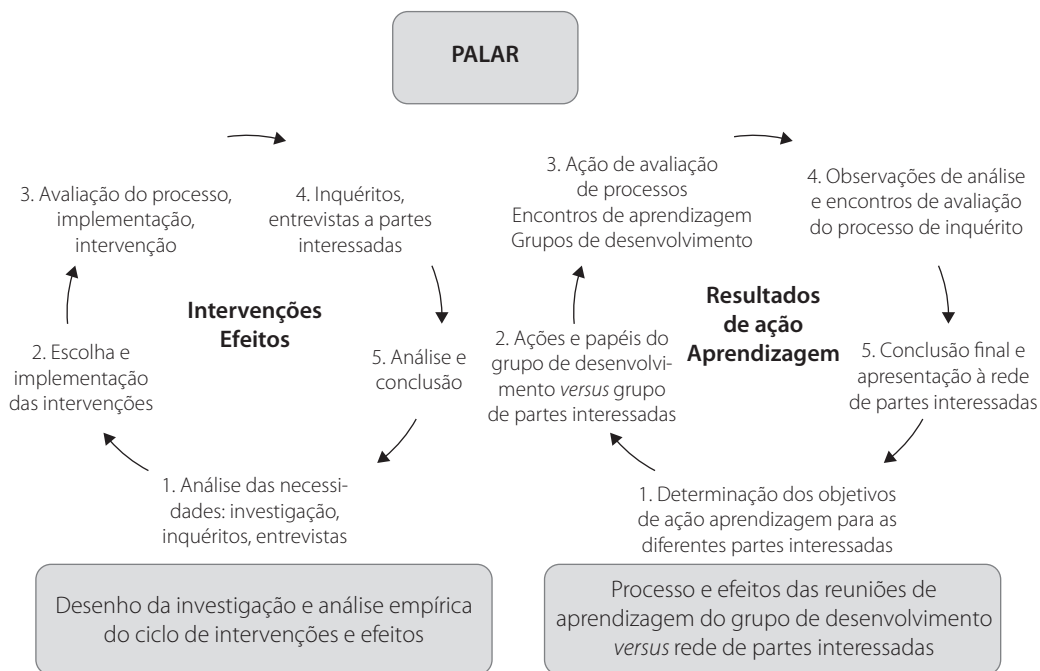 PALAR
3. Avaliação do processo,
implementação,
intervenção
4. Inquéritos,
entrevistas a partes
interessadas
Intervenções
Efeitos
2. Escolha e
implementação
das intervenções
5. Análise e
conclusão
1. Análise das necessi-
dades: investigação,
inquéritos, entrevistas
Desenho da investigação e análise empírica
do ciclo de intervenções e efeitos
3. Ação de avaliação
de processos
Encontros de aprendizagem
Grupos de desenvolvimento
4. Observações de análise
e encontros de avaliação
do processo de inquérito
Resultados
de ação
Aprendizagem
2. Ações e papéis do
grupo de desenvolvi-
mento versus grupo
de partes interessadas
5. Conclusão final e
apresentação à rede
de partes interessadas
1. Determinação dos objetivos
de ação aprendizagem para as
diferentes partes interessadas
Processo e efeitos das reuniões de
aprendizagem do grupo de desenvolvimento
versus rede de partes interessadas